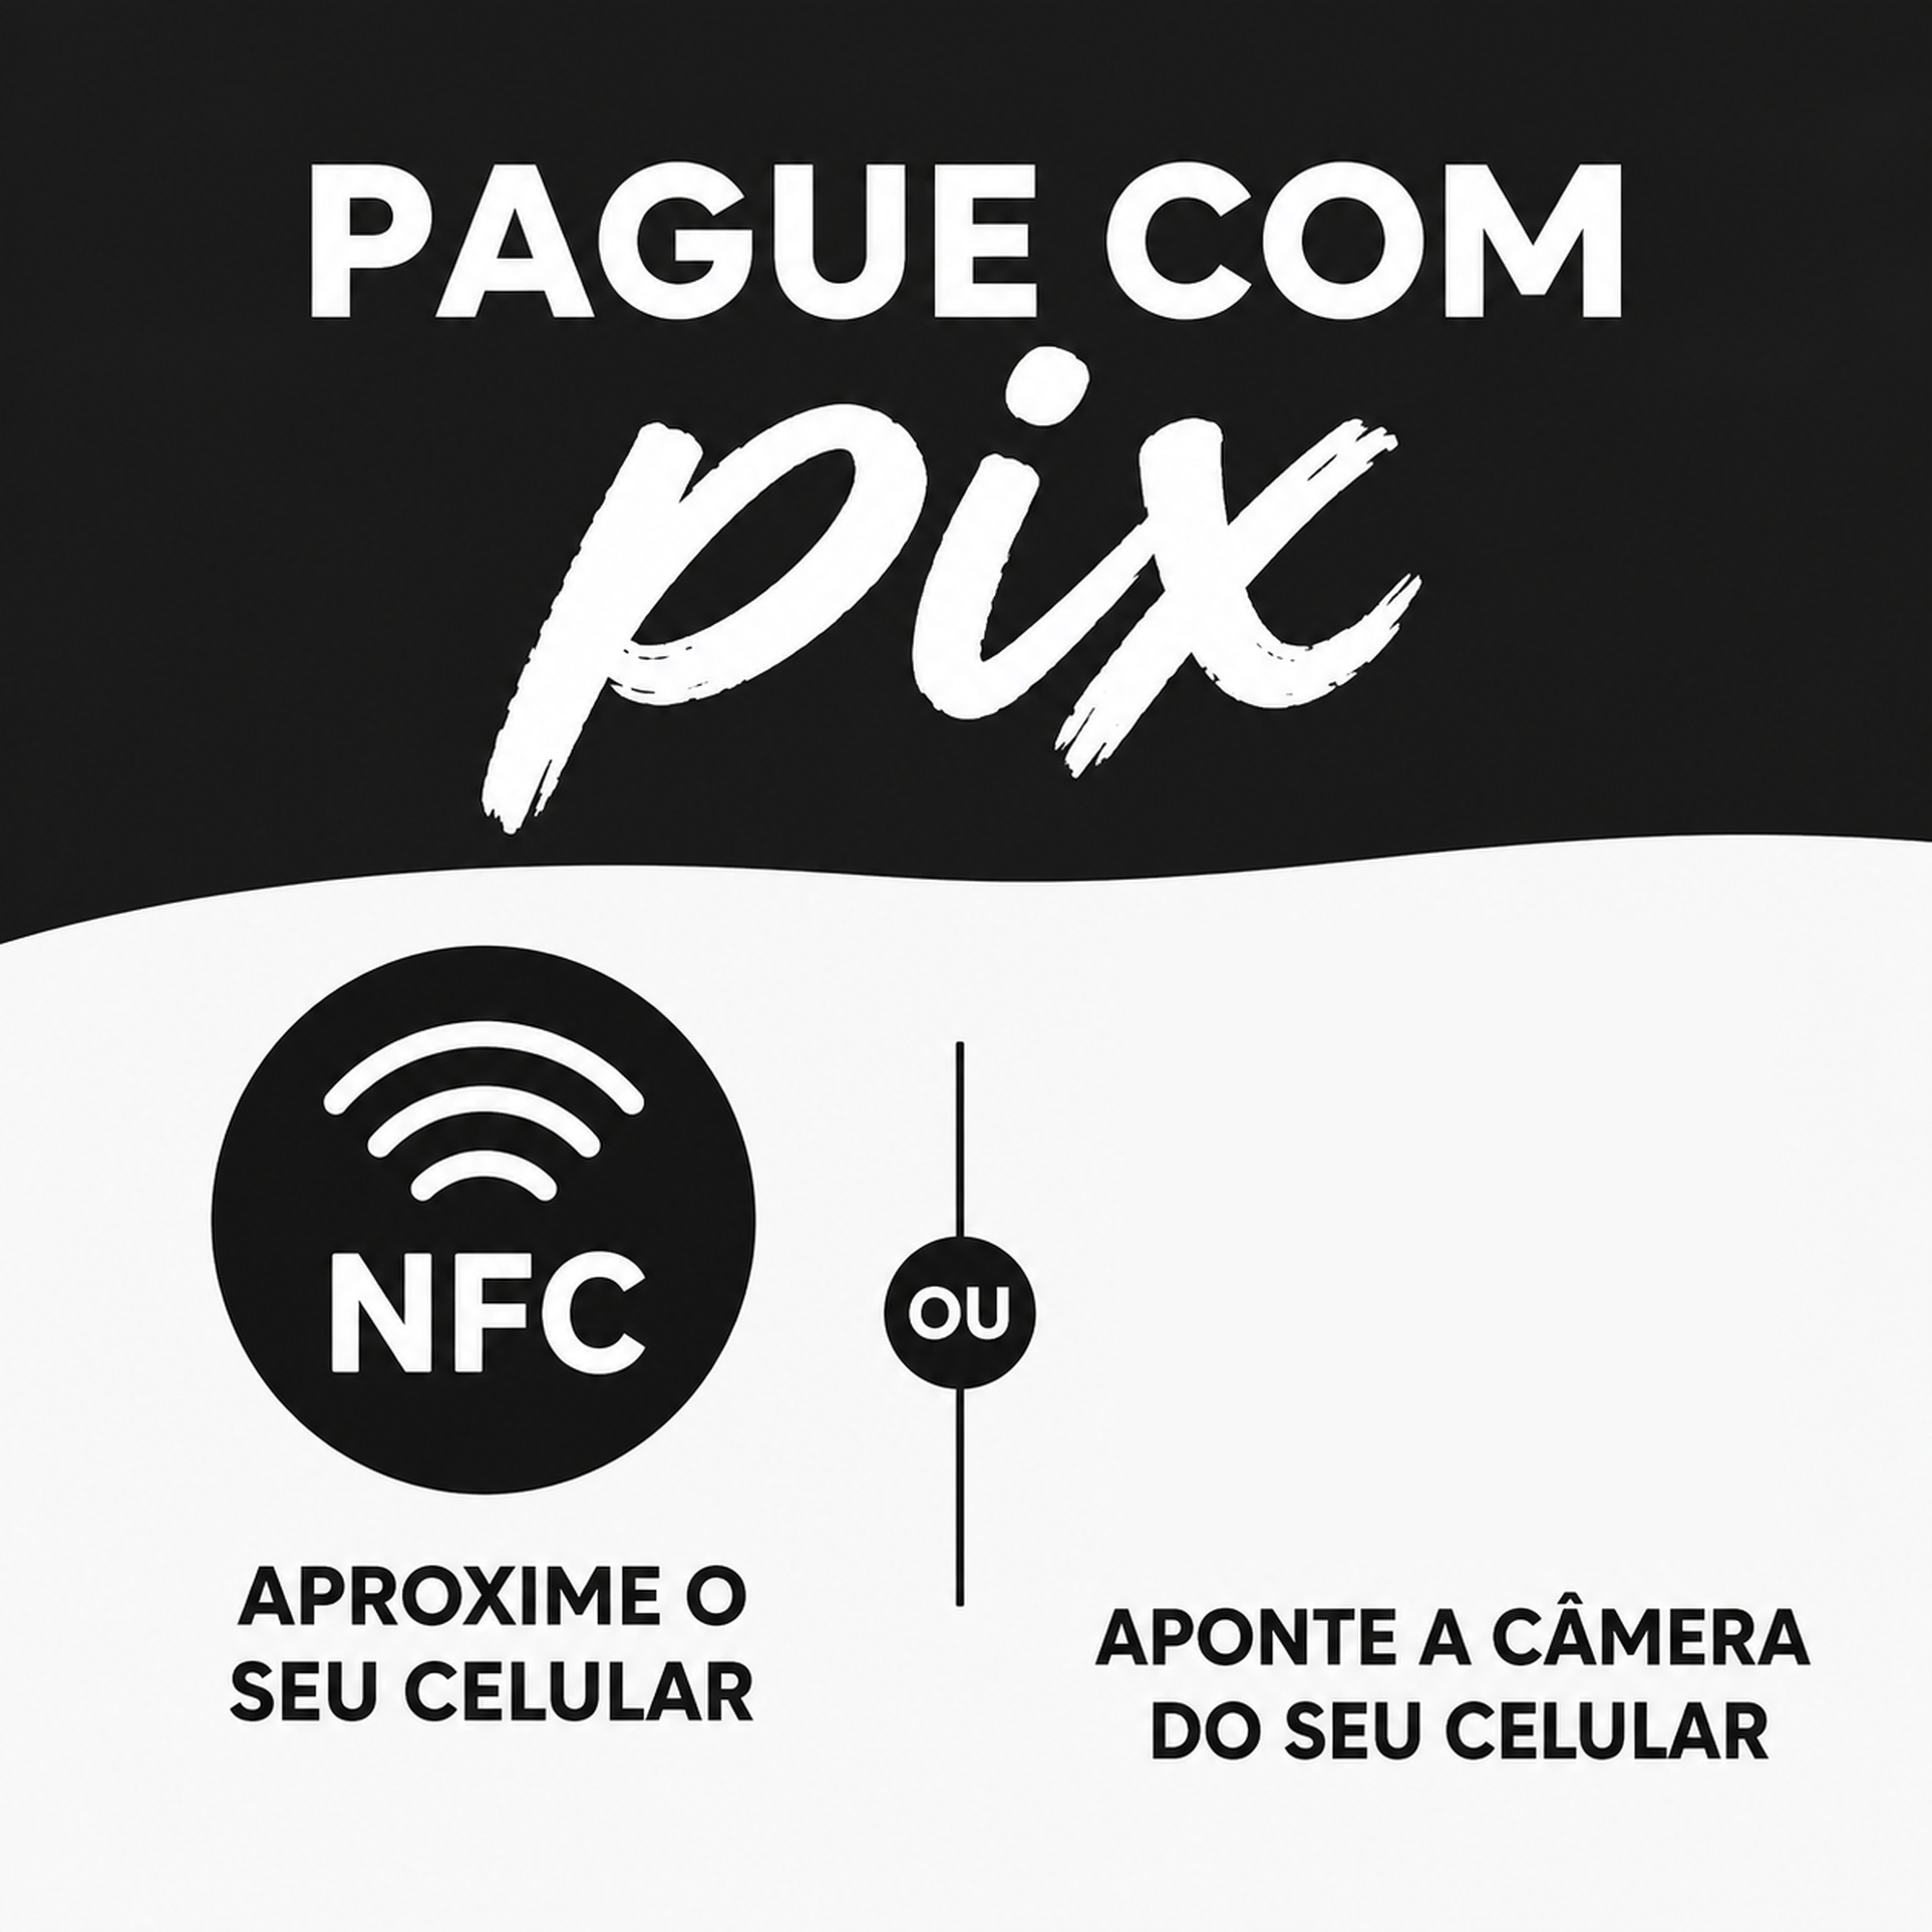 PAGUE COM
pix
NFC
APROXIME O
SEU CELULAR
OU
APONTE A CÂMERA
DO SEU CELULAR